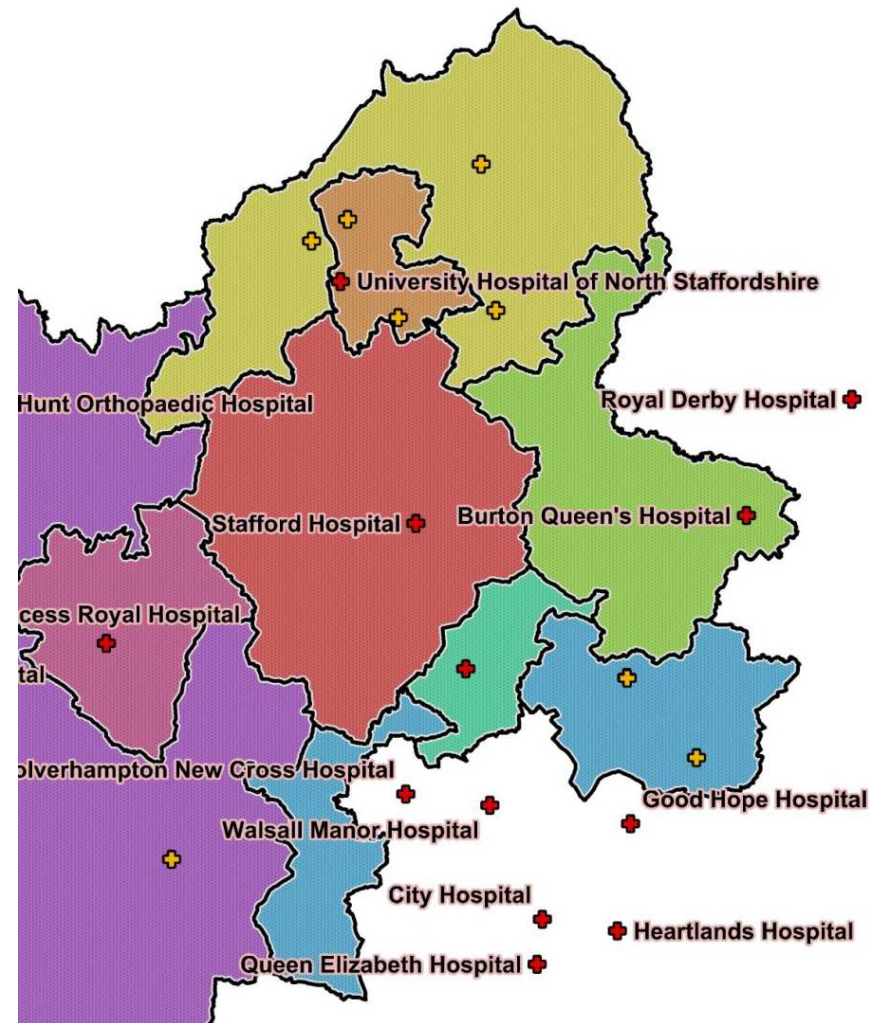 University Hospital of North Staffordshire
Royal Derby Hospital
Hunt Orthopaedic Hospital
Stafford Hospital
Burton Queen's Hospital
cess Royal Hospital
tal
olverhampton New Cross Hospital
Good Hope Hospital
Walsall Manor Hospital
City Hospital
Heartlands Hospital
Queen Elizabeth Hospital